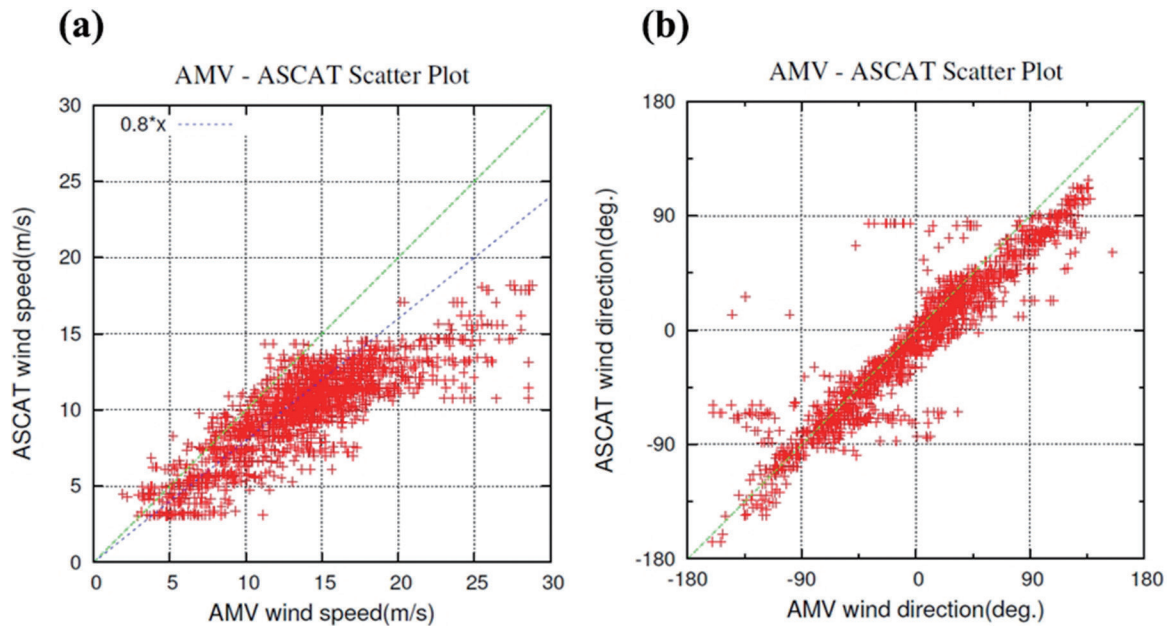 (a)
AMV - ASCAT Scatter Plot
30
25
20
15
10
5
0
0.8*x
ASCAT wind speed(m/s)
0 5 10 15 20 25 30
AMV wind speed(m/s)
(b)
AMV - ASCAT Scatter Plot
180
90
0
-90
-180
ASCAT wind direction(deg.)
-180 -90 0 90 180
AMV wind direction(deg.)